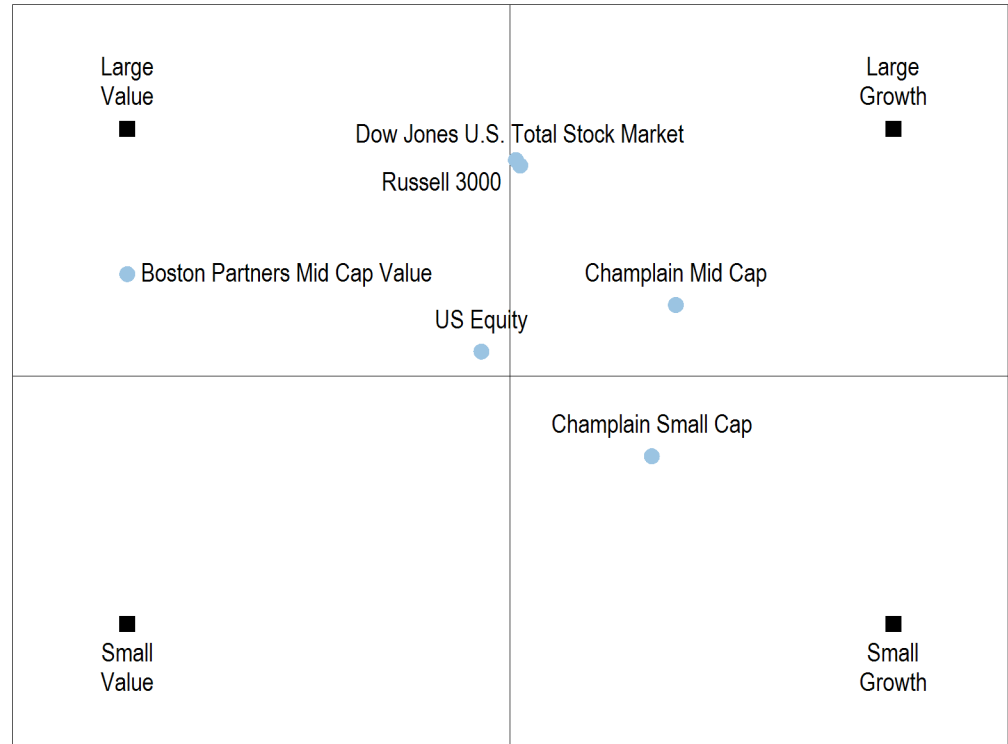 Large
Value
Large
Growth
Dow Jones U.S. Total Stock Market
Russell 3000
Boston Partners Mid Cap Value
Champlain Mid Cap
US Equity
Champlain Small Cap
Small
Value
Small
Growth